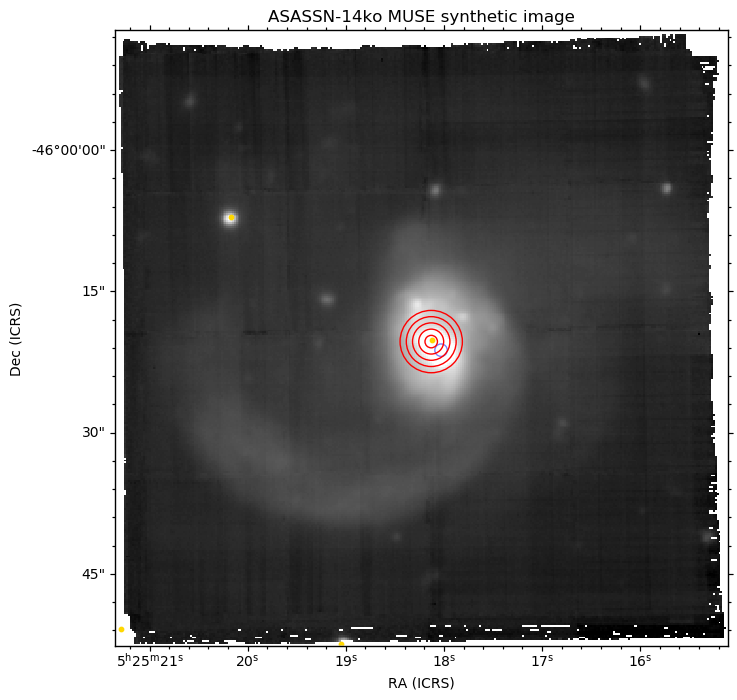 ASASSN-14ko MUSE synthetic image
-46°00'00"
15"
30"
45"
Dec (ICRS)
5ʰ25ᵐ21ˢ 20ˢ 19ˢ 18ˢ 17ˢ 16ˢ
RA (ICRS)